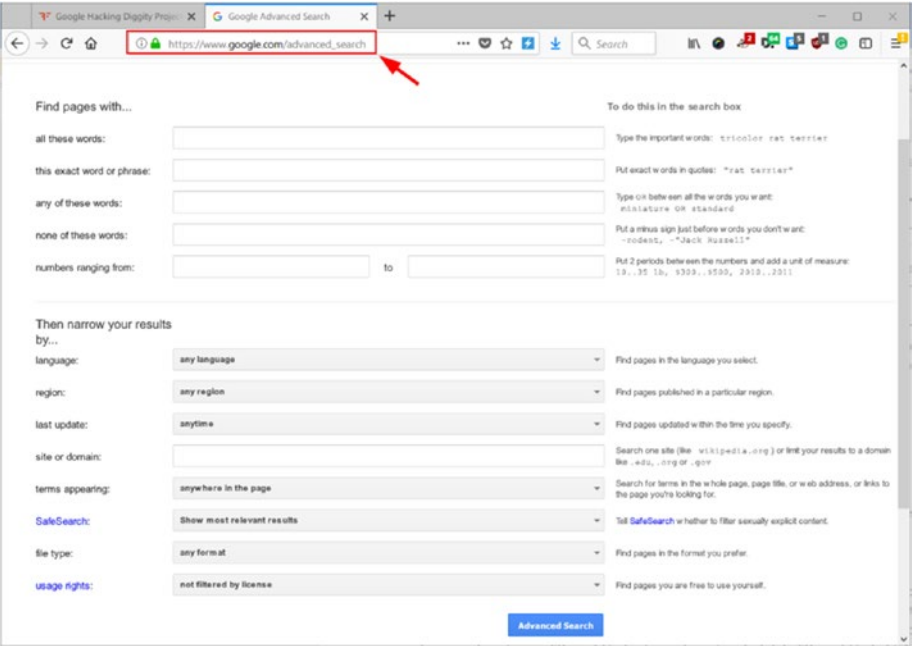 Google Hacking Diggity Proje
Google Advanced Search
https://www.google.com/advanced_search
Search
2
64
5
1
Find pages with...
To do this in the search box
all these words:
Type the important words: tricolor rat terrier
this exact word or phrase:
Put exact words in quotes: "rat terrier"
any of these words:
Type OR between all the words you want:
miniature OR standard
none of these words:
Put a minus sign just before words you don't want:
-rodent, -"Jack Russell"
numbers ranging from:
to
Put 2 periods between the numbers and add a unit of measure:
10..35 lb, $300..$500, 2010..2011
Then narrow your results
by...
language:
any language
Find pages in the language you select.
region:
any region
Find pages published in a particular region.
last update:
anytime
Find pages updated within the time you specify.
site or domain:
Search one site (like wikipedia.org ) or limit your results to a domain
like .edu, .org or .gov
terms appearing:
anywhere in the page
Search for terms in the whole page, page title, or web address, or links to
the page you're looking for.
SafeSearch:
Show most relevant results
Tell SafeSearch whether to filter sexually explicit content.
file type:
any format
Find pages in the format you prefer.
usage rights:
not filtered by license
Find pages you are free to use yourself.
Advanced Search